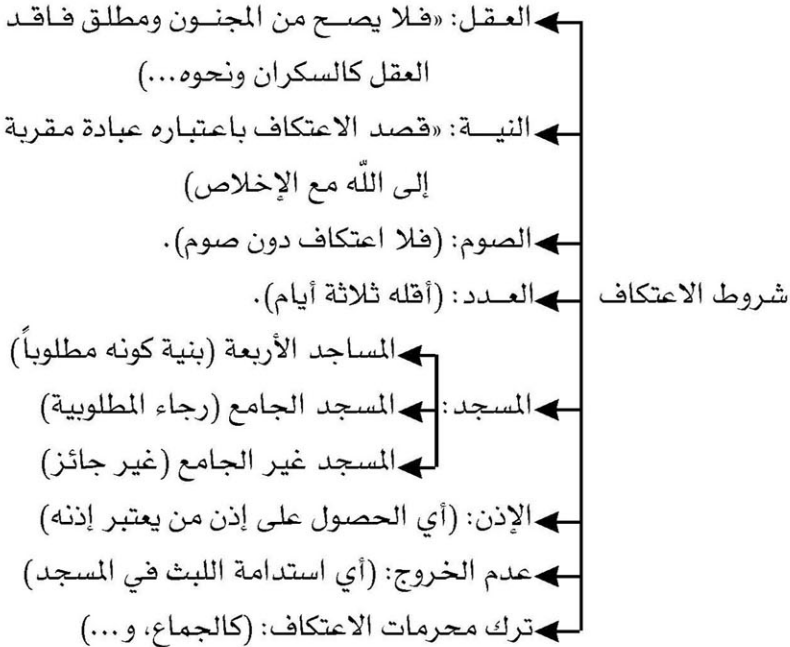 العقل: «فلا يصح من المجنون ومطلق فاقد
العقل كالسكران ونحوه...)
النية: «قصد الاعتكاف باعتباره عبادة مقربة
إلى اللّه مع الإخلاص)
الصوم: (فلا اعتكاف دون صوم).
شروط الاعتكاف
العدد: (أقله ثلاثة أيام).
المساجد الأربعة (بنية كونه مطلوباً)
المسجد: المسجد الجامع (رجاء المطلوبية)
المسجد غير الجامع (غير جائز)
الإذن: (أي الحصول على إذن من يعتبر إذنه)
عدم الخروج: (أي استدامة اللبث في المسجد)
ترك محرمات الاعتكاف: (كالجماع، و...)